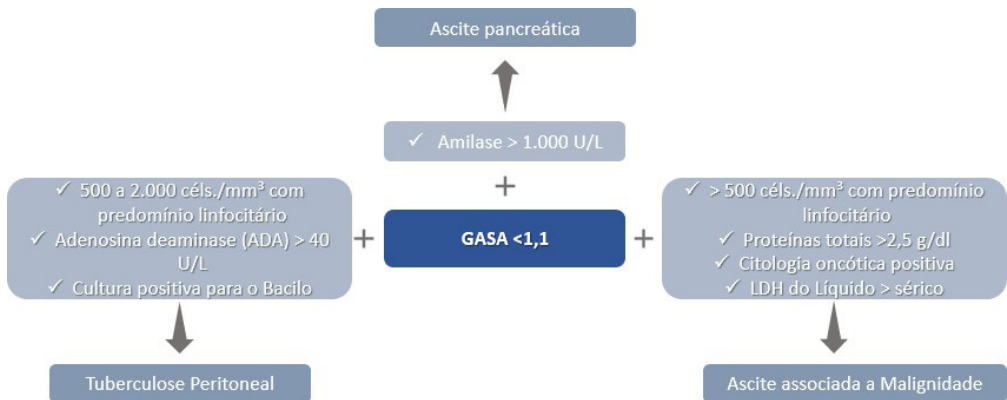 Ascite pancreática
✓ Amilase > 1.000 U/L
+
✓ 500 a 2.000 céls./mm³ com
predomínio linfocitário
✓ Adenosina deaminase (ADA) > 40
U/L
✓ Cultura positiva para o Bacilo
+
GASA <1,1
+
✓ > 500 céls./mm³ com predomínio
linfocitário
✓ Proteínas totais >2,5 g/dl
✓ Citologia oncótica positiva
✓ LDH do Líquido > sérico
Tuberculose Peritoneal
Ascite associada a Malignidade